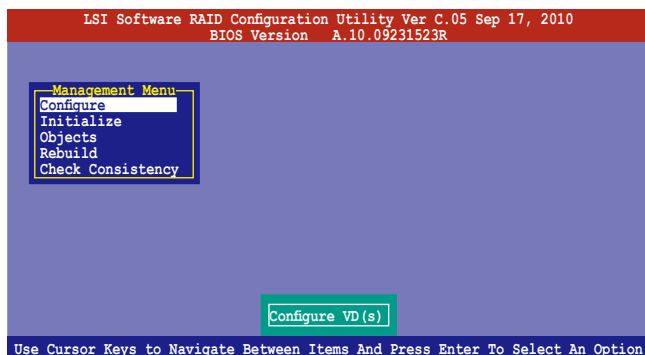 LSI Software RAID Configuration Utility Ver C.05 Sep 17, 2010
BIOS Version A.10.09231523R
Management Menu
Configure
Initialize
Objects
Rebuild
Check Consistency
Configure VD(s)
Use Cursor Keys to Navigate Between Items And Press Enter To Select An Option